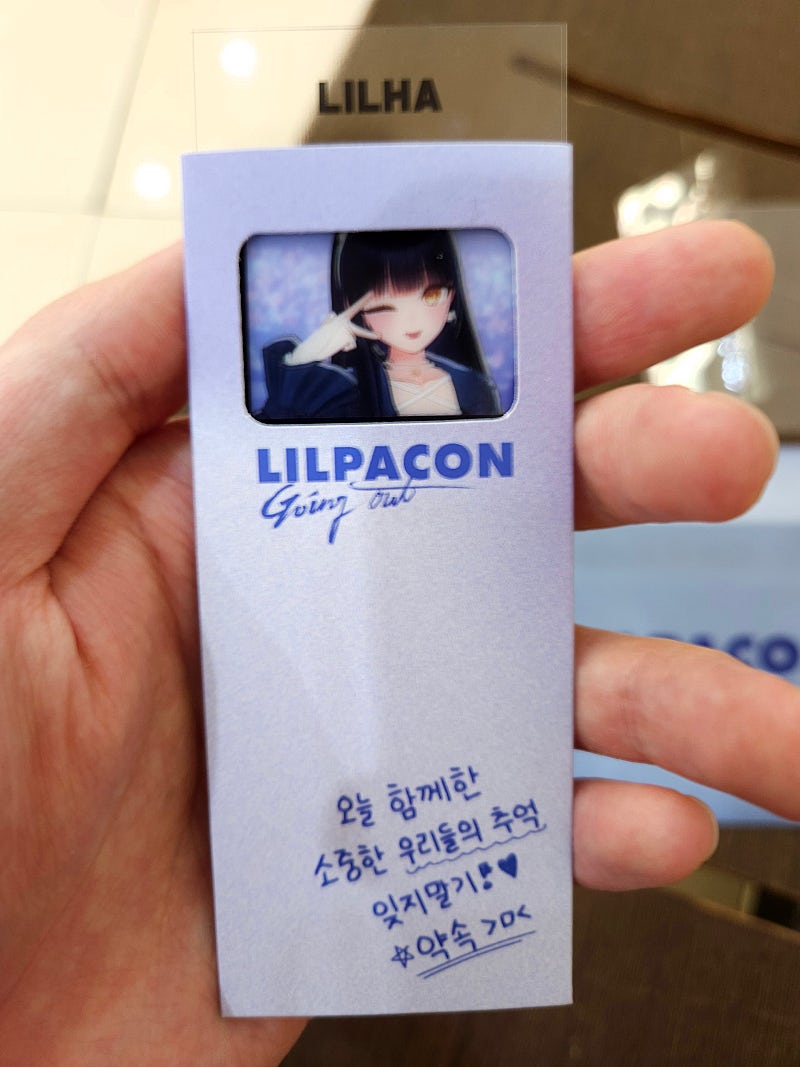 LILHA
LILPACON
Going out
오늘 함께한
소중한 우리들의 추억
잊지말기!♥
☆약속 >ㅁ<
PACO